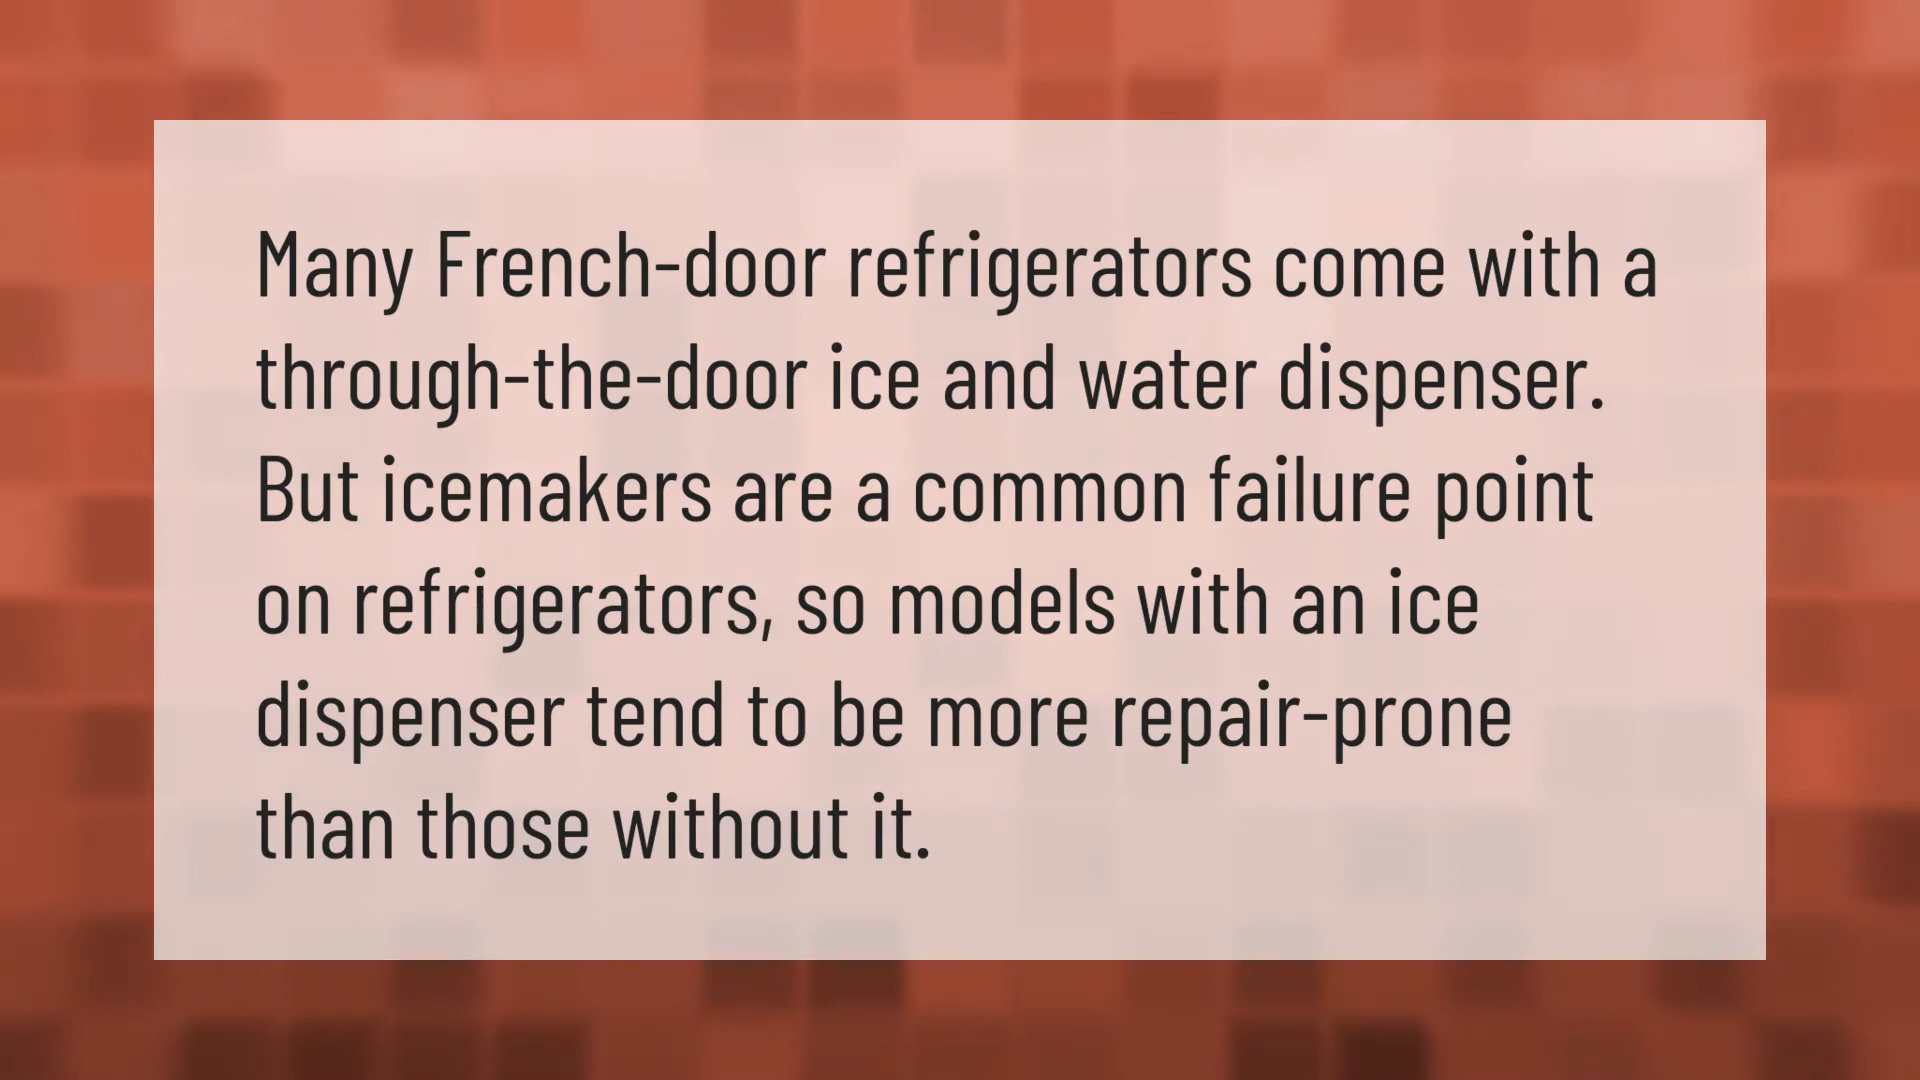 Many French-door refrigerators come with a
through-the-door ice and water dispenser.
But icemakers are a common failure point
on refrigerators, so models with an ice
dispenser tend to be more repair-prone
than those without it.